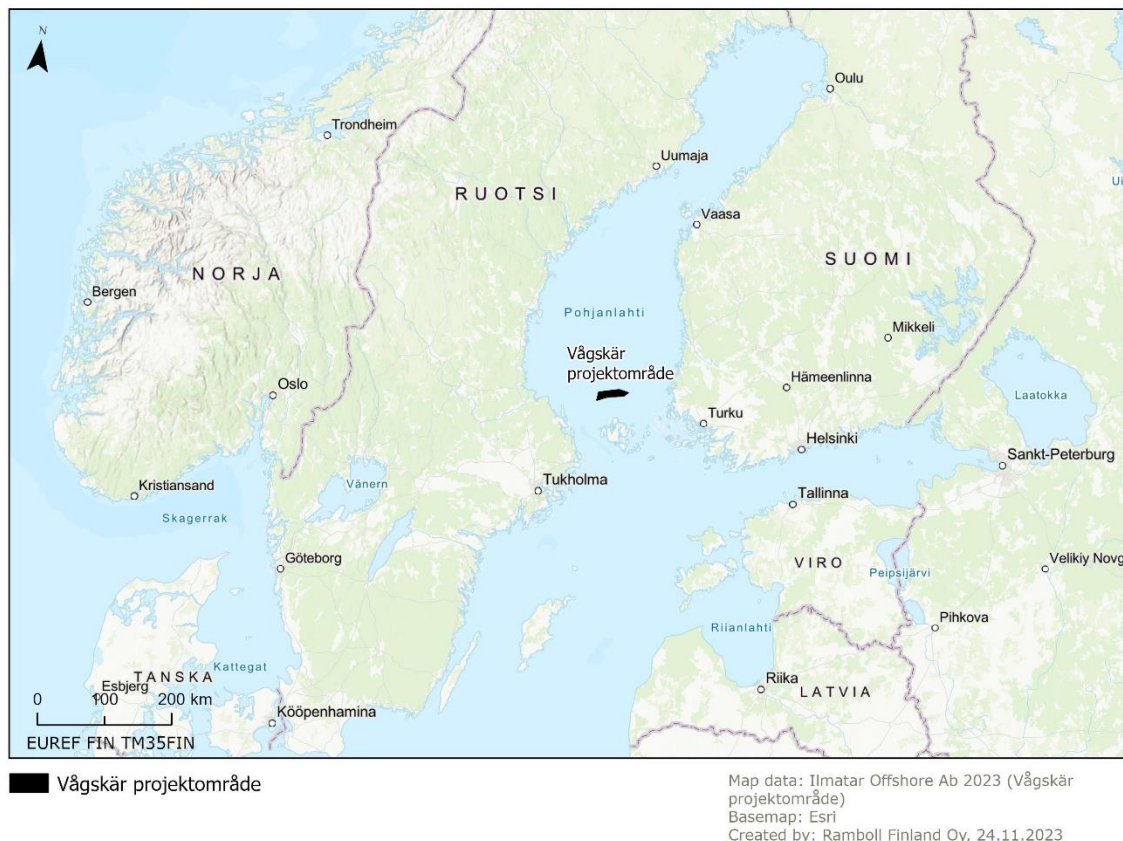 Oulu
Trondheim
Uumaja
RUOTSI
Vaasa
SUOMI
NORJA
Bergen
Pohjanlahti
Mikkeli
Vågskär
projektområde
Hämeenlinna
Oslo
Laatokka
Turku
Helsinki
Sankt-Peterburg
Vänern
Tukholma
Kristiansand
Tallinna
Skagerrak
Göteborg
VIRO
Peipsijärvi
Velikiy Novg
Riianlahti
Pihkova
Kattegat
TANSKA
Riika
LATVIA
Esbjerg
0 100 200 km
Kööpenhamina
EUREF FIN TM35FIN
Vågskär projektområde
Map data: Ilmatar Offshore Ab 2023 (Vågskär
projektområde)
Basemap: Esri
Created by: Ramboll Finland Oy, 24.11.2023